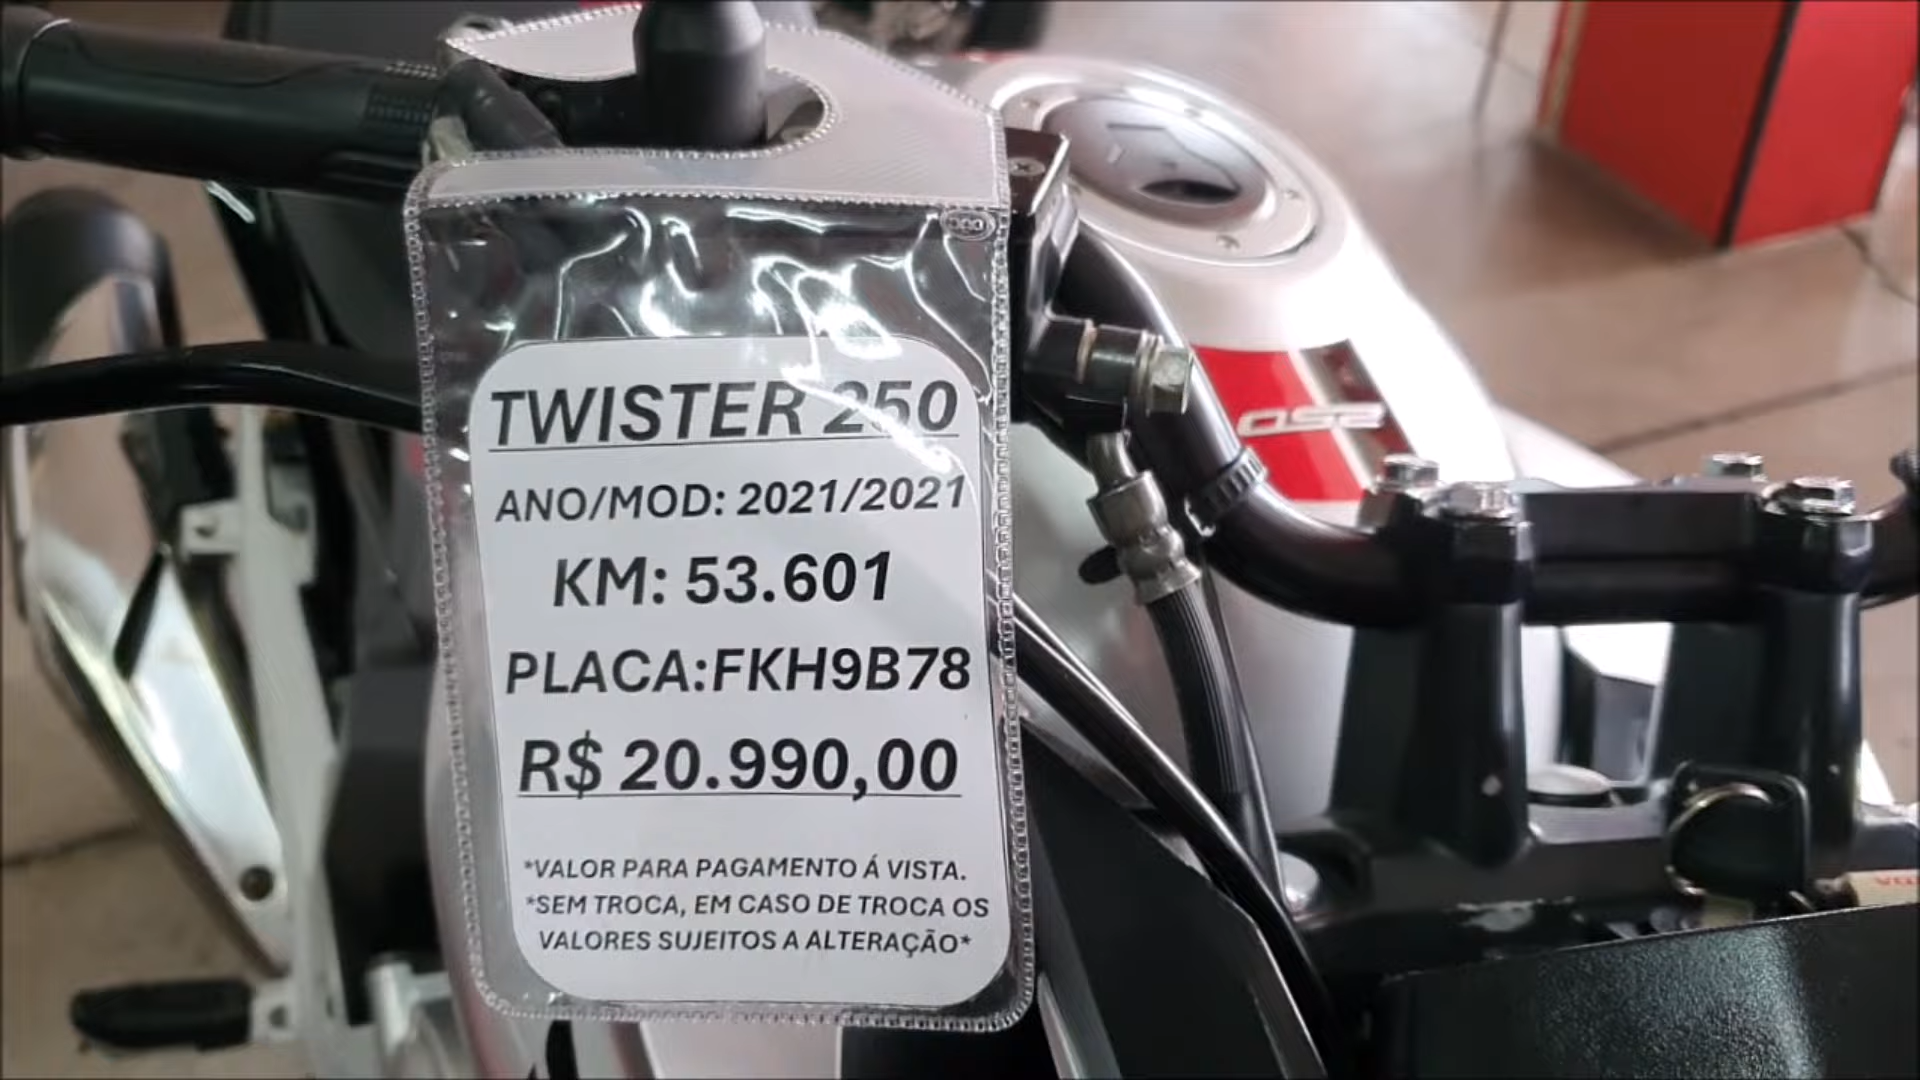 TWISTER 250
ANO/MOD: 2021/2021
KM: 53.601
PLACA:FKH9B78
R$ 20.990,00
*VALOR PARA PAGAMENTO Á VISTA.
*SEM TROCA, EM CASO DE TROCA OS
VALORES SUJEITOS A ALTERAÇÃO*
250